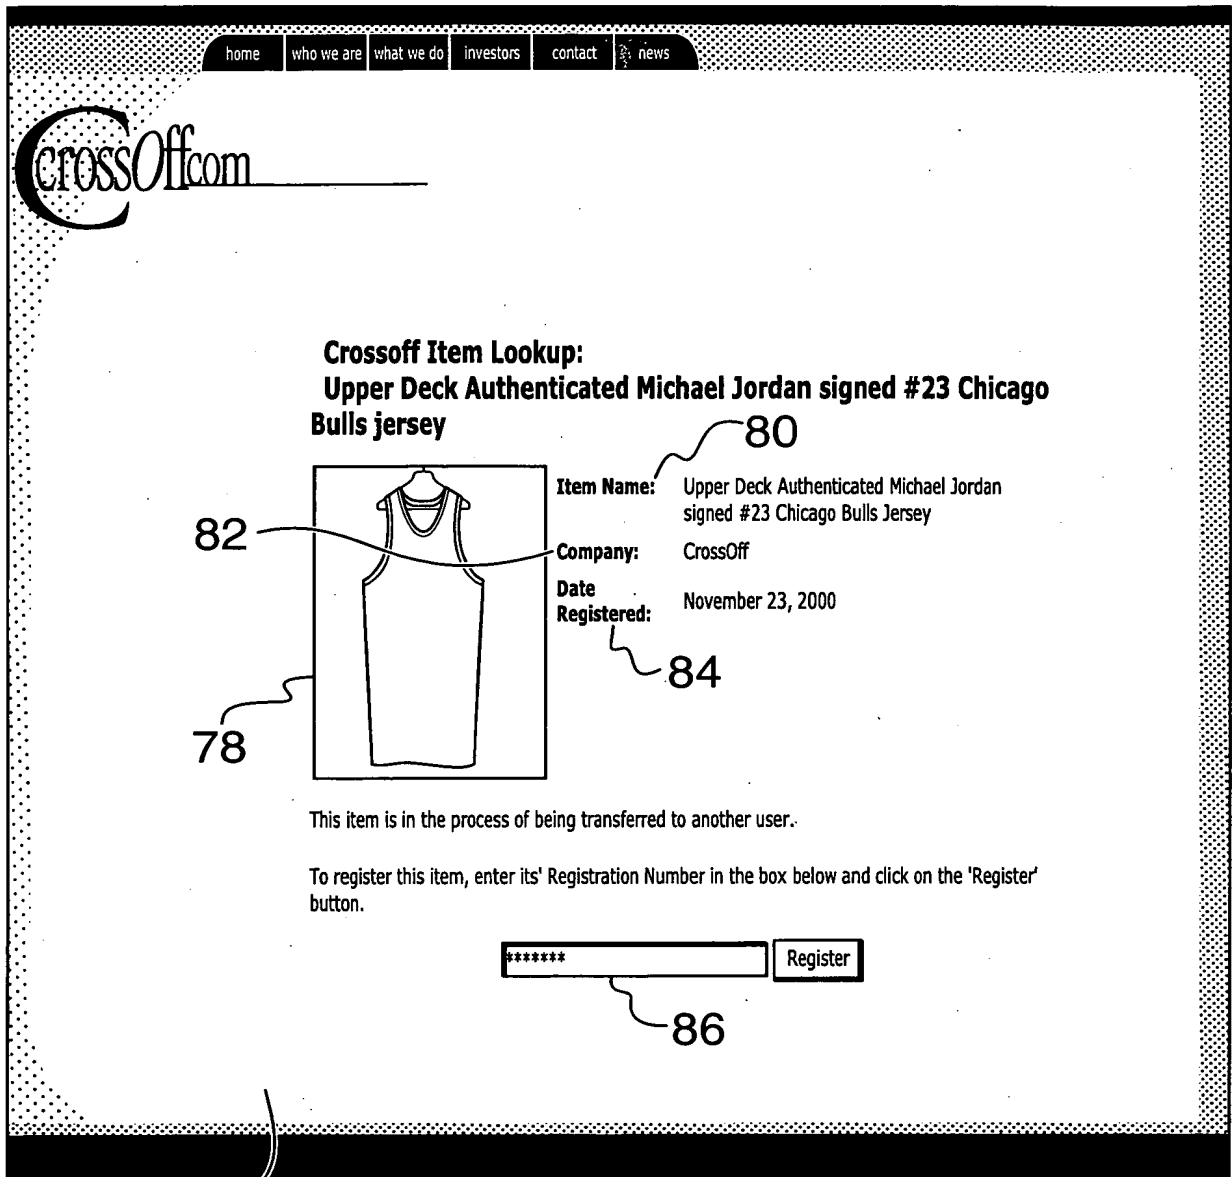 home who we are what we do investors contact news
crossOffcom
Crossoff Item Lookup:
Upper Deck Authenticated Michael Jordan signed #23 Chicago
Bulls jersey
80
Item Name: Upper Deck Authenticated Michael Jordan
signed #23 Chicago Bulls Jersey
82
Company: CrossOff
Date
Registered: November 23, 2000
84
78
This item is in the process of being transferred to another user.
To register this item, enter its' Registration Number in the box below and click on the 'Register'
button.
******* Register
86